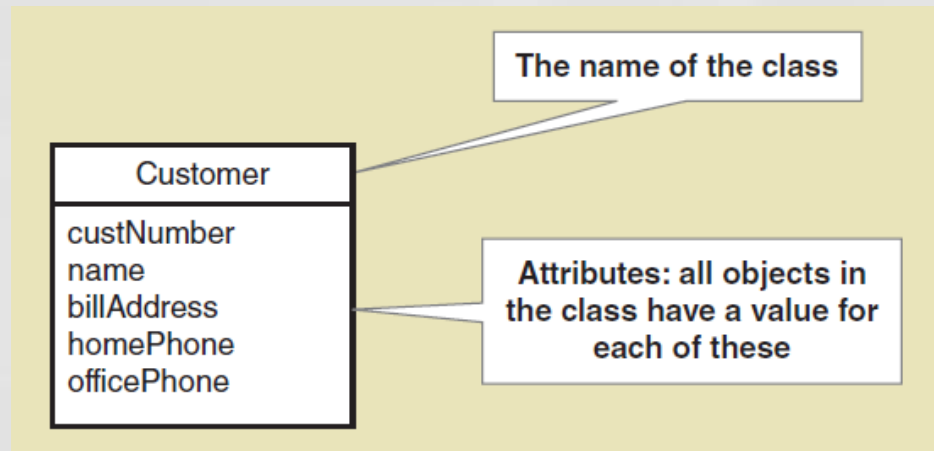 The name of the class
Customer
custNumber
name
billAddress
homePhone
officePhone
Attributes: all objects in
the class have a value for
each of these